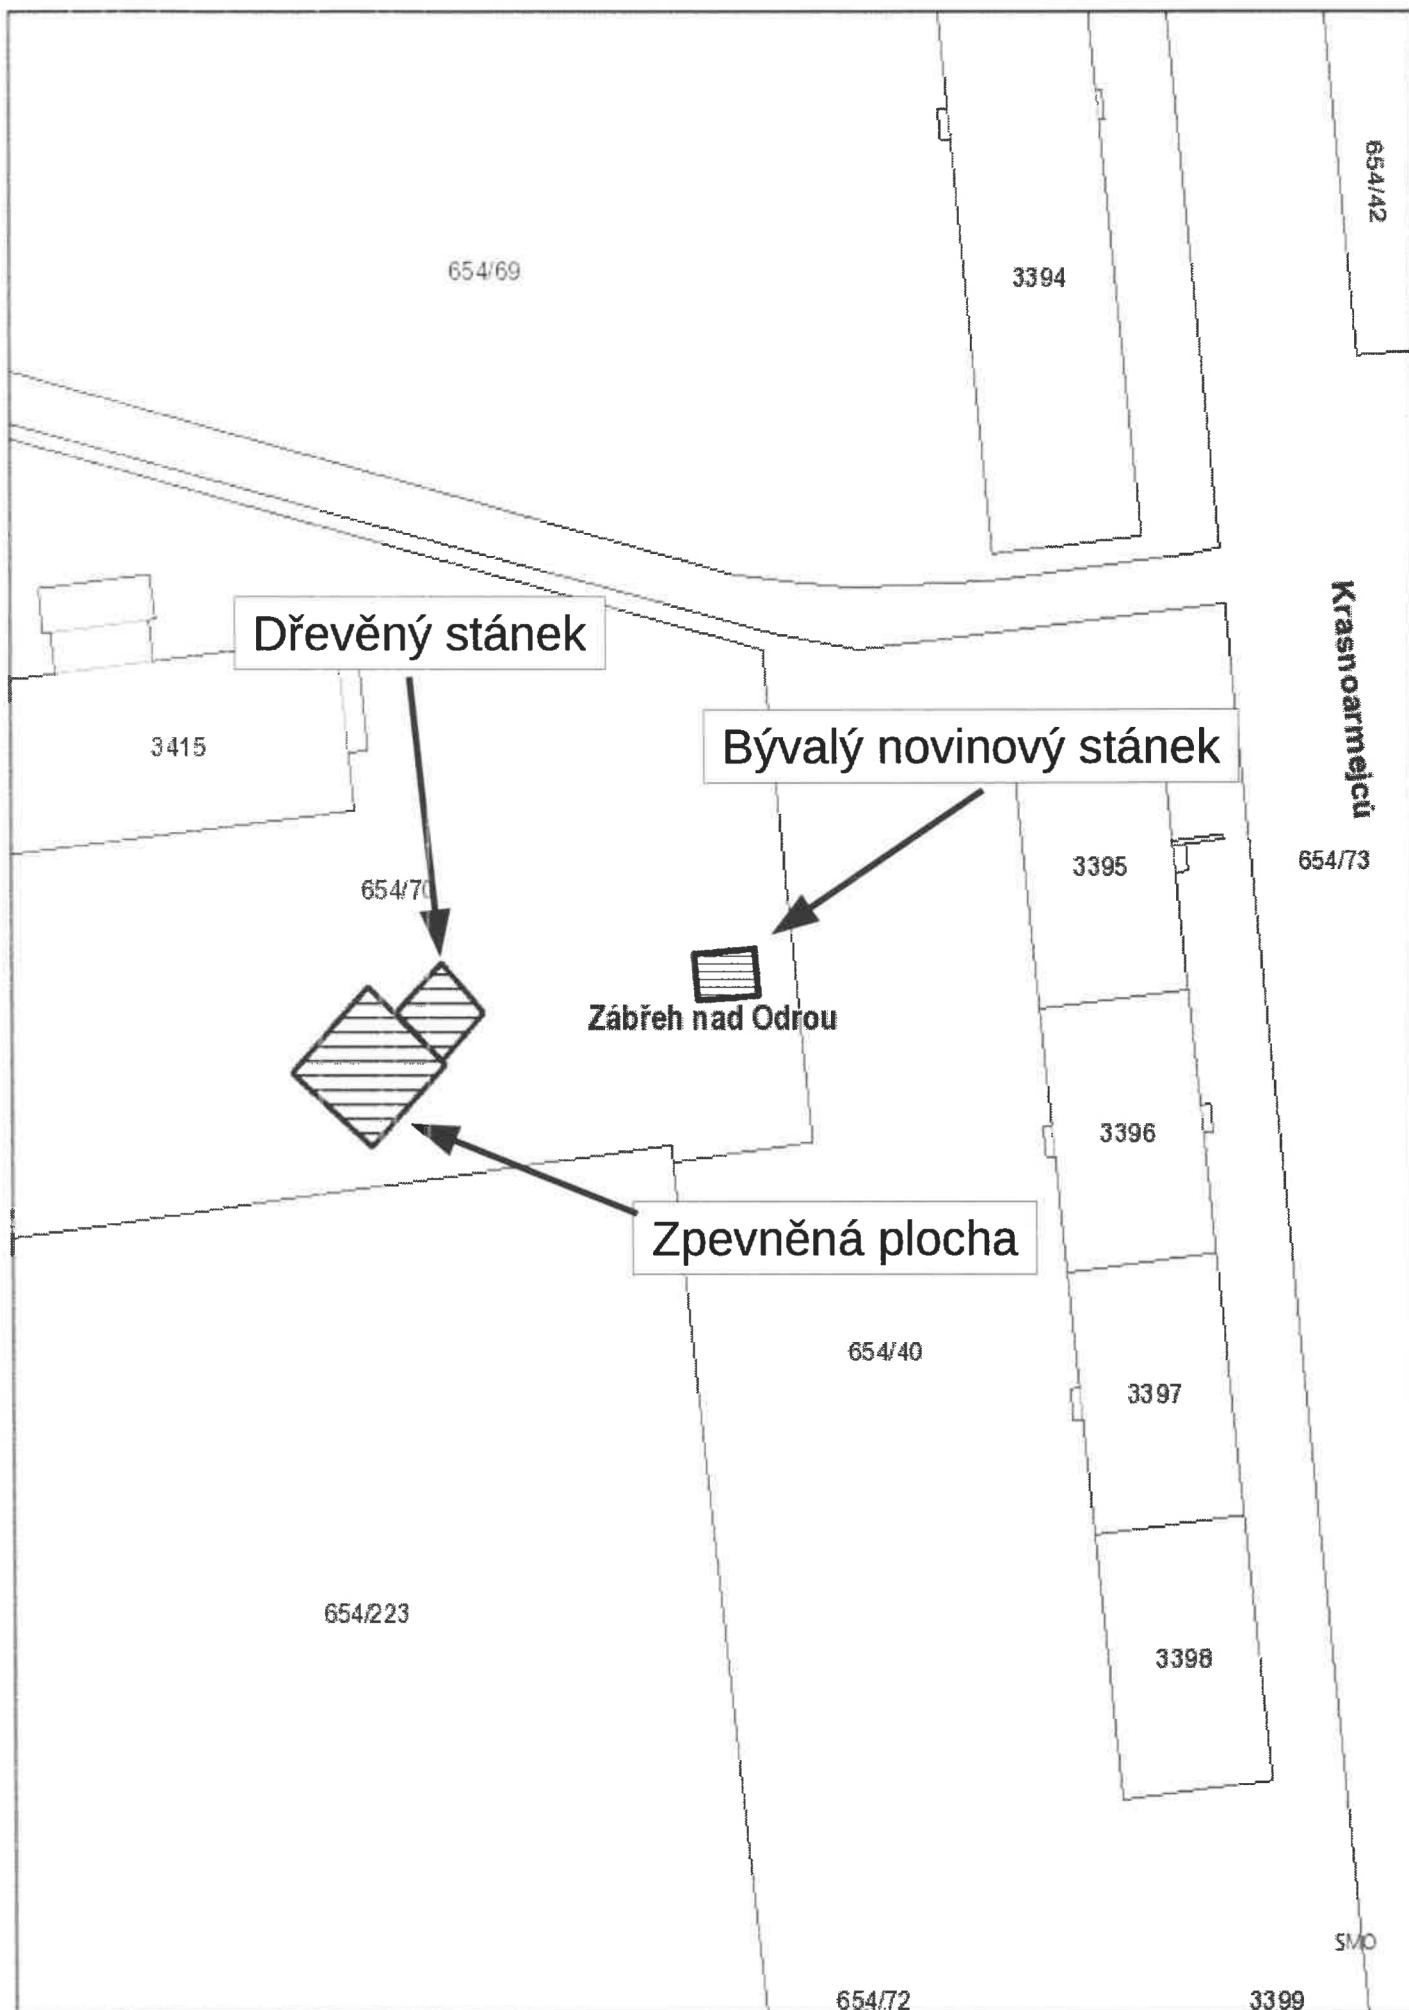 654/42
654/69
3394
Krasnoarmejců
Dřevěný stánek
Bývalý novinový stánek
3415
3395
654/73
654/70
Zábřeh nad Odrou
3396
Zpevněná plocha
654/40
3397
654/223
3398
SMO
654/72
3399